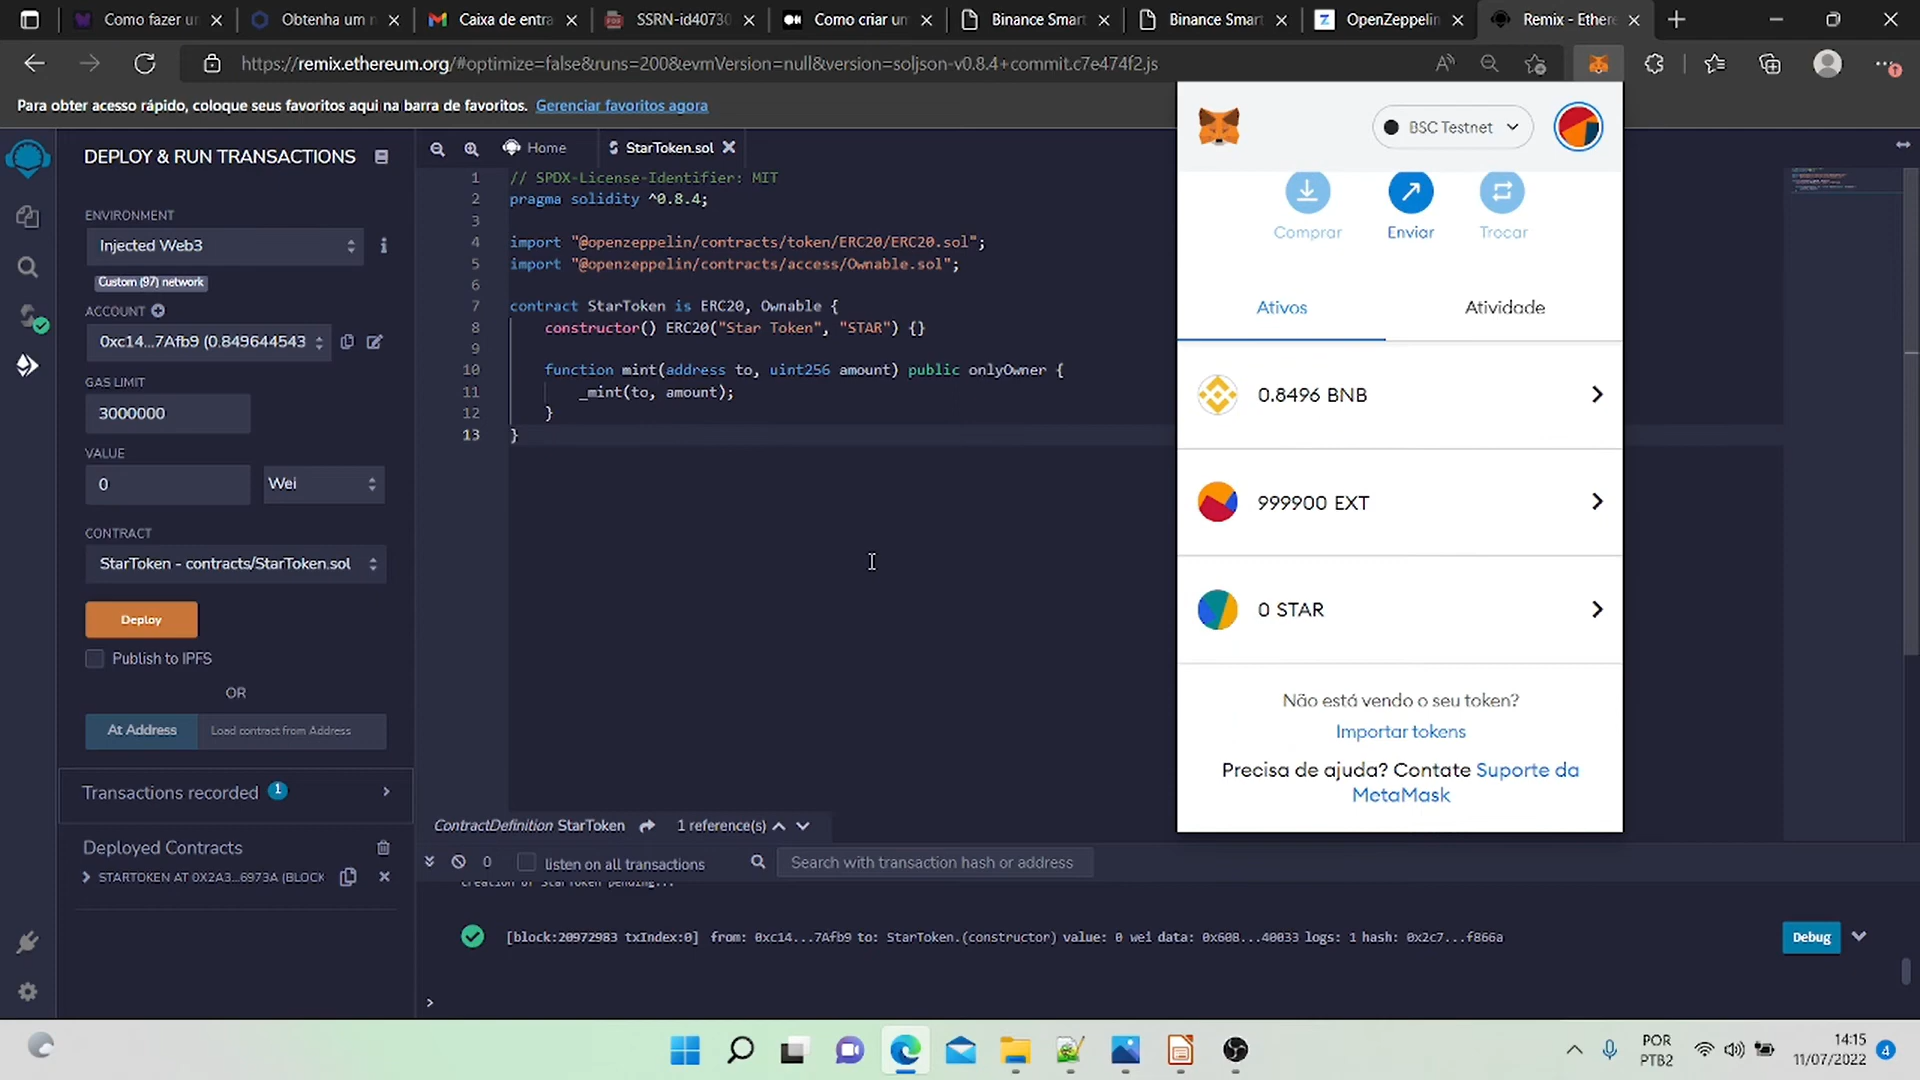 Como fazer un
Obtenha um n
Caixa de entra
SSRN-id40730
Como criar um
Binance Smar
Binance Smar
OpenZeppelin
Remix - Ethere
https://remix.ethereum.org/#optimize=false&runs=200&evmVersion=null&version=soljson-v0.8.4+commit.c7e474f2.js
Para obter acesso rápido, coloque seus favoritos aqui na barra de favoritos. Gerenciar favoritos agora
DEPLOY & RUN TRANSACTIONS
ENVIRONMENT
Injected Web3
Custom (97) network
ACCOUNT
0xc14...7Afb9 (0.849644543
GAS LIMIT
3000000
VALUE
0
Wei
CONTRACT
StarToken - contracts/StarToken.sol
Deploy
Publish to IPFS
OR
At Address
Load contract from Address
Transactions recorded 1
Deployed Contracts
STARTOKEN AT 0X2A3...6973A (BLOCK
Home
StarToken.sol
1 // SPDX-License-Identifier: MIT
2 pragma solidity ^0.8.4;
3
4 import "@openzeppelin/contracts/token/ERC20/ERC20.sol";
5 import "@openzeppelin/contracts/access/Ownable.sol";
6
7 contract StarToken is ERC20, Ownable {
8 constructor() ERC20("Star Token", "STAR") {}
9
10 function mint(address to, uint256 amount) public onlyOwner {
11 _mint(to, amount);
12 }
13 }
ContractDefinition StarToken
1 reference(s)
0
listen on all transactions
Search with transaction hash or address
creation of StarToken pending...
[block:20972983 txIndex:0] from: 0xc14...7Afb9 to: StarToken.(constructor) value: 0 wei data: 0x608...40033 logs: 1 hash: 0x2c7...f866a
Debug
>
BSC Testnet
Comprar
Enviar
Trocar
Ativos
Atividade
0.8496 BNB
999900 EXT
0 STAR
Não está vendo o seu token?
Importar tokens
Precisa de ajuda? Contate Suporte da
MetaMask
POR
PTB2
14:15
11/07/2022
4